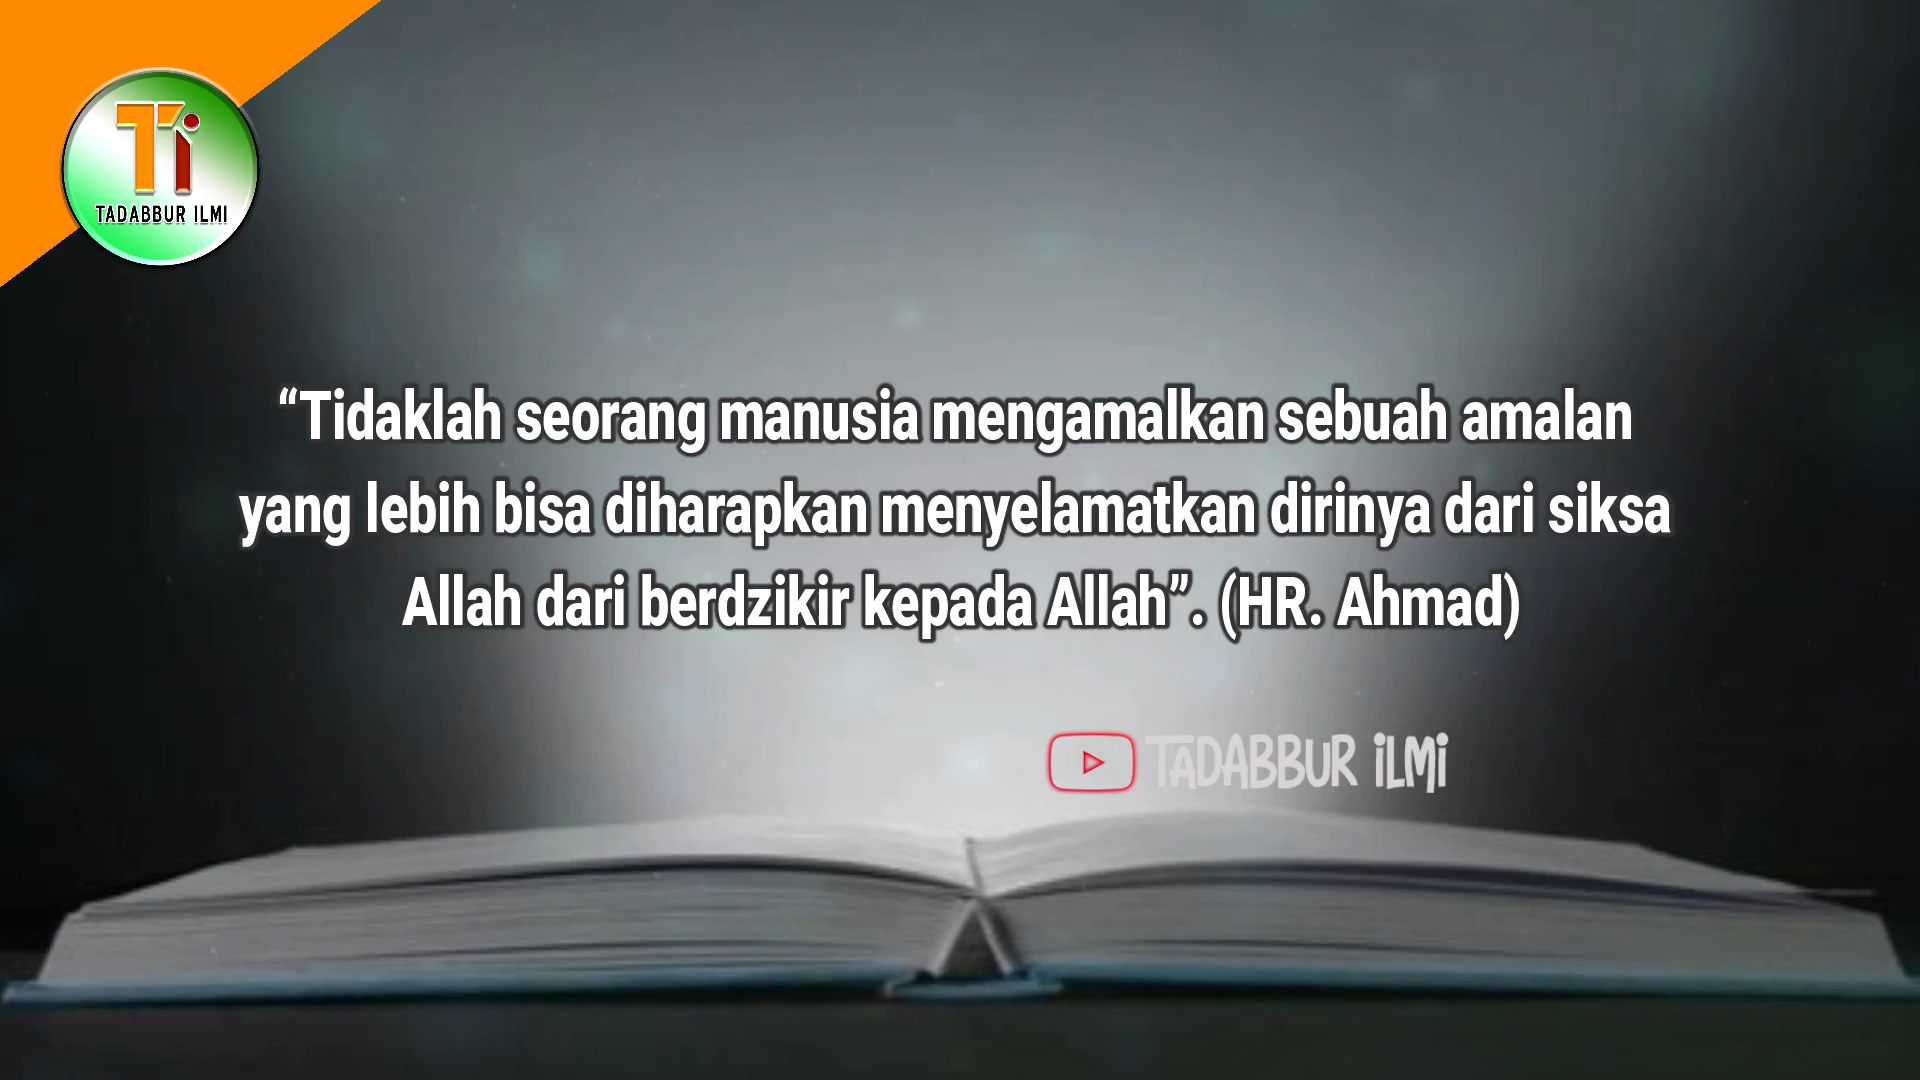 Ti
TADABBUR ILMI
“Tidaklah seorang manusia mengamalkan sebuah amalan
yang lebih bisa diharapkan menyelamatkan dirinya dari siksa
Allah dari berdzikir kepada Allah”. (HR. Ahmad)
TADABBUR iLMi